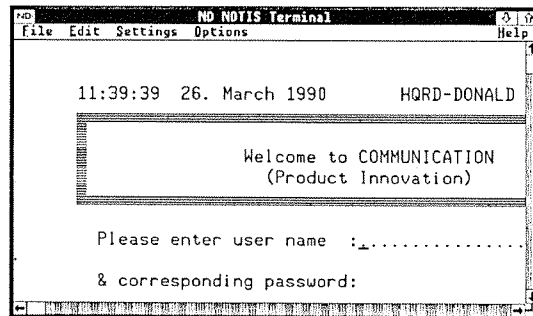 ND ND NOTIS Terminal
File Edit Settings Options Help
11:39:39 26. March 1990 HQRD-DONALD
Welcome to COMMUNICATION
(Product Innovation)
Please enter user name :................
& corresponding password: